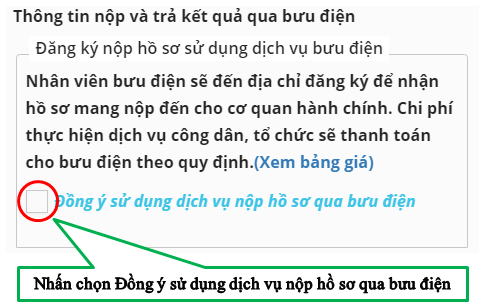 Thông tin nộp và trả kết quả qua bưu điện
Đăng ký nộp hồ sơ sử dụng dịch vụ bưu điện
Nhân viên bưu điện sẽ đến địa chỉ đăng ký để nhận
hồ sơ mang nộp đến cho cơ quan hành chính. Chi phí
thực hiện dịch vụ công dân, tổ chức sẽ thanh toán
cho bưu điện theo quy định.(Xem bảng giá)
Đồng ý sử dụng dịch vụ nộp hồ sơ qua bưu điện
Nhấn chọn Đồng ý sử dụng dịch vụ nộp hồ sơ qua bưu điện